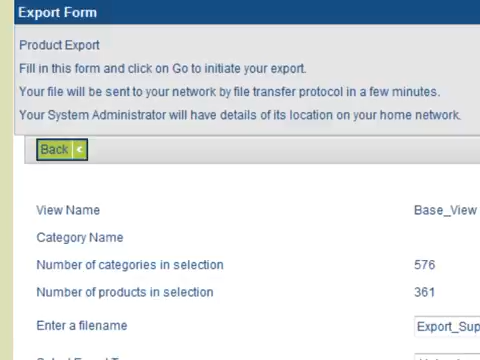 Export Form
Product Export
Fill in this form and click on Go to initiate your export.
Your file will be sent to your network by file transfer protocol in a few minutes.
Your System Administrator will have details of its location on your home network.
Back <
View Name Base_View
Category Name
Number of categories in selection 576
Number of products in selection 361
Enter a filename Export_Sup